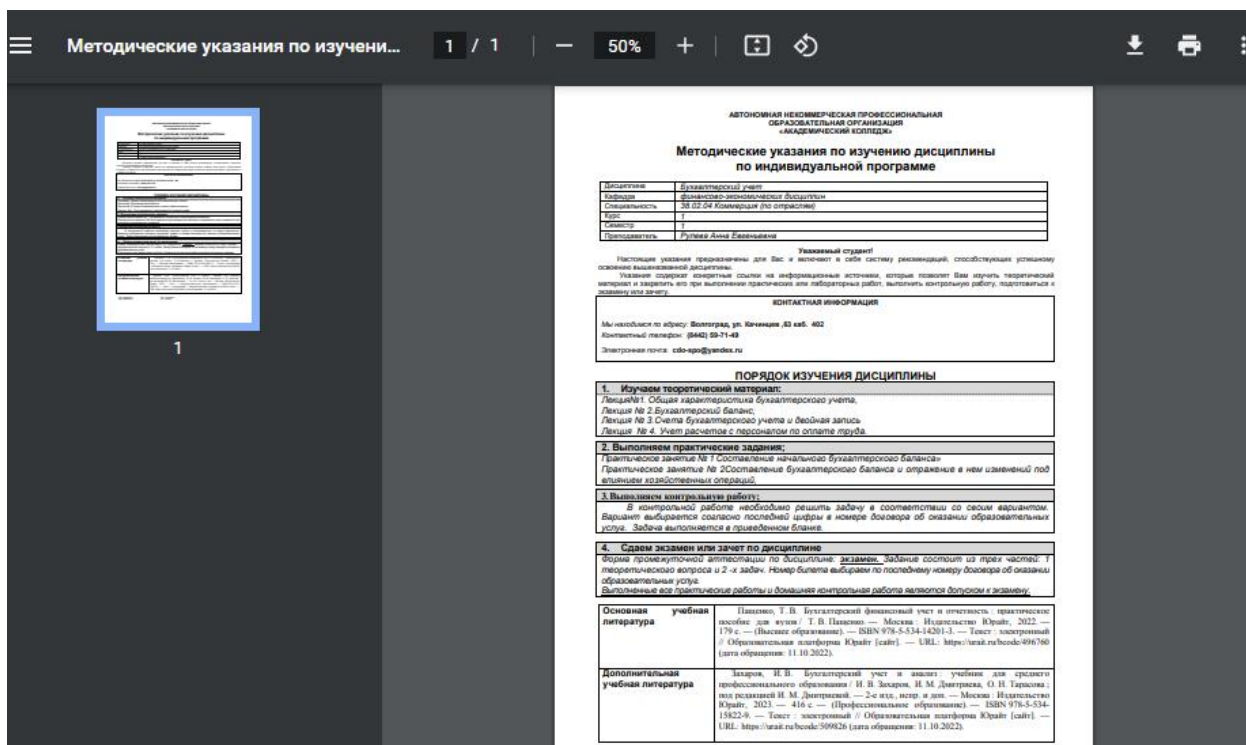 Методические указания по изучени... 1 / 1 50%
1
АВТОНОМНАЯ НЕКОММЕРЧЕСКАЯ ПРОФЕССИОНАЛЬНАЯ
ОБРАЗОВАТЕЛЬНАЯ ОРГАНИЗАЦИЯ
«АКАДЕМИЧЕСКИЙ КОЛЛЕДЖ»
Методические указания по изучению дисциплины
по индивидуальной программе
Дисциплина Бухгалтерский учет
Кафедра финансово-экономических дисциплин
Специальность 38.02.04 Коммерция (по отраслям)
Курс 1
Семестр 1
Преподаватель Рулева Анна Евгеньевна
Уважаемый студент!
Настоящие указания предназначены для Вас и включают в себя систему рекомендаций, способствующих успешному
освоению вышеназванной дисциплины.
Указания содержат конкретные ссылки на информационные источники, которые позволят Вам изучить теоретический
материал и закрепить его при выполнении практических или лабораторных работ, выполнить контрольную работу, подготовиться к
экзамену или зачету.
КОНТАКТНАЯ ИНФОРМАЦИЯ
Мы находимся по адресу: Волгоград, ул. Качинцев ,63 каб. 402
Контактный телефон: (8442) 59-71-49
Электронная почта: cdo-spo@yandex.ru
ПОРЯДОК ИЗУЧЕНИЯ ДИСЦИПЛИНЫ
1. Изучаем теоретический материал:
Лекция№1. Общая характеристика бухгалтерского учета,
Лекция № 2.Бухгалтерский баланс,
Лекция № 3.Счета бухгалтерского учета и двойная запись
Лекция № 4. Учет расчетов с персоналом по оплате труда.
2. Выполняем практические задания;
Практическое занятие № 1 Составление начального бухгалтерского баланса»
Практическое занятие № 2Составление бухгалтерского баланса и отражение в нем изменений под
влиянием хозяйственных операций,
3.Выполняем контрольную работу;
В контрольной работе необходимо решить задачу в соответствии со своим вариантом.
Вариант выбирается согласно последней цифры в номере договора об оказании образовательных
услуг. Задача выполняется в приведенном бланке.
4. Сдаем экзамен или зачет по дисциплине
Форма промежуточной аттестации по дисциплине: экзамен. Задание состоит из трех частей: 1
теоретического вопроса и 2 -х задач. Номер билета выбираем по последнему номеру договора об оказании
образовательных услуг.
Выполненные все практические работы и домашняя контрольная работа являются допуском к экзамену.
Основная учебная литература
Пащенко, Т. В. Бухгалтерский финансовый учет и отчетность : практическое
пособие для вузов / Т. В. Пащенко. — Москва : Издательство Юрайт, 2022. —
179 с. — (Высшее образование). — ISBN 978-5-534-14201-3. — Текст : электронный
// Образовательная платформа Юрайт [сайт]. — URL: https://urait.ru/bcode/496760
(дата обращения: 11.10.2022).
Дополнительная учебная литература
Захаров, И. В. Бухгалтерский учет и анализ : учебник для среднего
профессионального образования / И. В. Захаров, И. М. Дмитриева, О. Н. Тарасова ;
под редакцией И. М. Дмитриевой. — 2-е изд., испр. и доп. — Москва : Издательство
Юрайт, 2023. — 416 с. — (Профессиональное образование). — ISBN 978-5-534-
15822-9. — Текст : электронный // Образовательная платформа Юрайт [сайт]. —
URL: https://urait.ru/bcode/509826 (дата обращения: 11.10.2022).